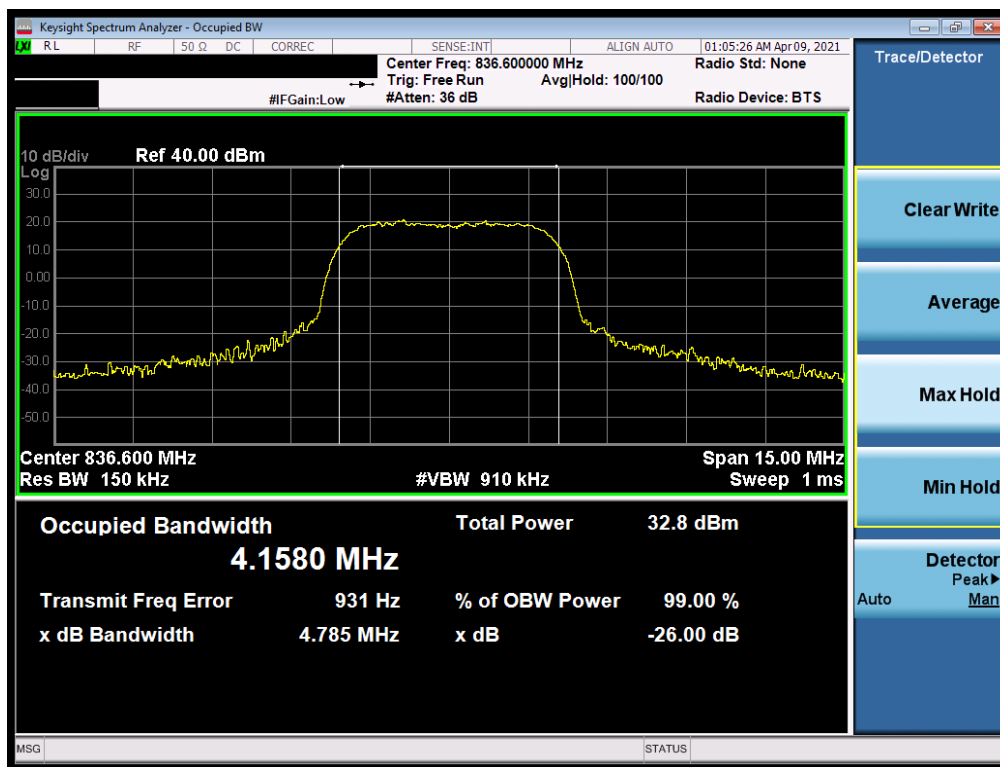 Keysight Spectrum Analyzer - Occupied BW
LXI RL RF 50 Ω DC CORREC SENSE:INT ALIGN AUTO 01:05:26 AM Apr 09, 2021
Center Freq: 836.600000 MHz Radio Std: None
Trig: Free Run Avg|Hold: 100/100
#IFGain:Low #Atten: 36 dB Radio Device: BTS
Trace/Detector
10 dB/div Ref 40.00 dBm
Log
30.0
20.0
10.0
0.00
-10.0
-20.0
-30.0
-40.0
-50.0
Center 836.600 MHz Span 15.00 MHz
Res BW 150 kHz #VBW 910 kHz Sweep 1 ms
Occupied Bandwidth Total Power 32.8 dBm
4.1580 MHz
Transmit Freq Error 931 Hz % of OBW Power 99.00 %
x dB Bandwidth 4.785 MHz x dB -26.00 dB
Clear Write
Average
Max Hold
Min Hold
Detector
Peak▶
Auto Man
MSG STATUS